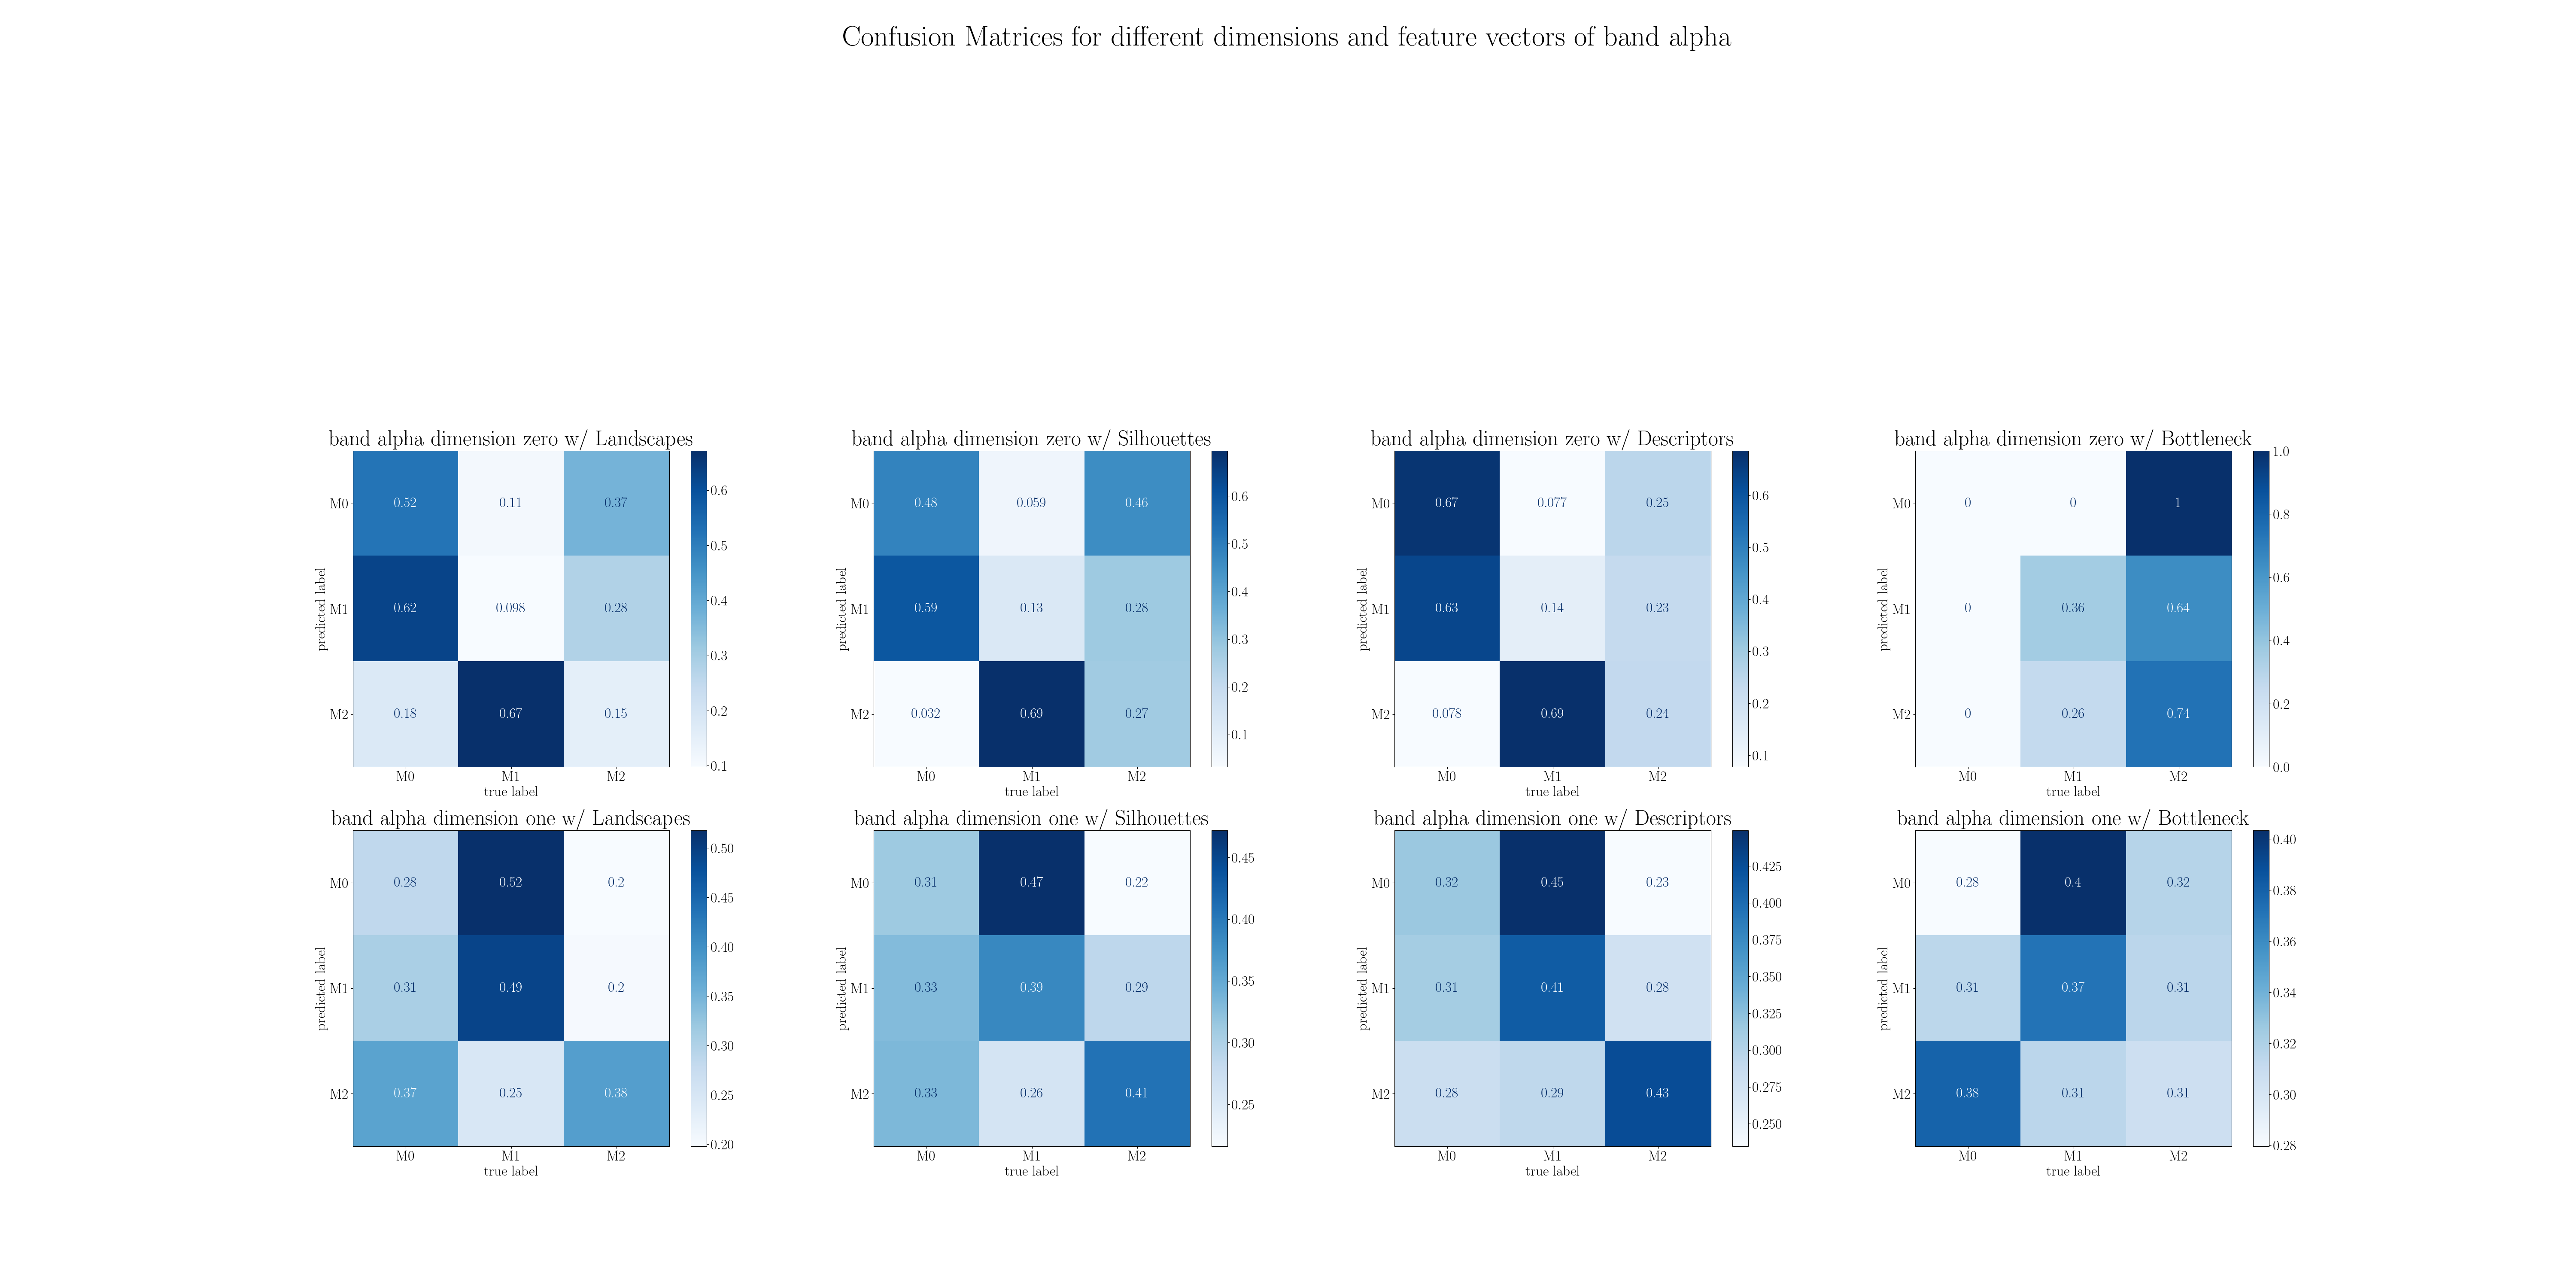 Confusion Matrices for different dimensions and feature vectors of band alpha
band alpha dimension zero w/ Landscapes
0.6
0.5
0.4
0.3
0.2
0.1
predicted label
M0 0.52 0.11 0.37
M1 0.62 0.098 0.28
M2 0.18 0.67 0.15
M0 M1 M2
true label
band alpha dimension zero w/ Silhouettes
0.6
0.5
0.4
0.3
0.2
0.1
predicted label
M0 0.48 0.059 0.46
M1 0.59 0.13 0.28
M2 0.032 0.69 0.27
M0 M1 M2
true label
band alpha dimension zero w/ Descriptors
0.6
0.5
0.4
0.3
0.2
0.1
predicted label
M0 0.67 0.077 0.25
M1 0.63 0.14 0.23
M2 0.078 0.69 0.24
M0 M1 M2
true label
band alpha dimension zero w/ Bottleneck
1.0
0.8
0.6
0.4
0.2
0.0
predicted label
M0 0 0 1
M1 0 0.36 0.64
M2 0 0.26 0.74
M0 M1 M2
true label
band alpha dimension one w/ Landscapes
0.50
0.45
0.40
0.35
0.30
0.25
0.20
predicted label
M0 0.28 0.52 0.2
M1 0.31 0.49 0.2
M2 0.37 0.25 0.38
M0 M1 M2
true label
band alpha dimension one w/ Silhouettes
0.45
0.40
0.35
0.30
0.25
predicted label
M0 0.31 0.47 0.22
M1 0.33 0.39 0.29
M2 0.33 0.26 0.41
M0 M1 M2
true label
band alpha dimension one w/ Descriptors
0.425
0.400
0.375
0.350
0.325
0.300
0.275
0.250
predicted label
M0 0.32 0.45 0.23
M1 0.31 0.41 0.28
M2 0.28 0.29 0.43
M0 M1 M2
true label
band alpha dimension one w/ Bottleneck
0.40
0.38
0.36
0.34
0.32
0.30
0.28
predicted label
M0 0.28 0.4 0.32
M1 0.31 0.37 0.31
M2 0.38 0.31 0.31
M0 M1 M2
true label